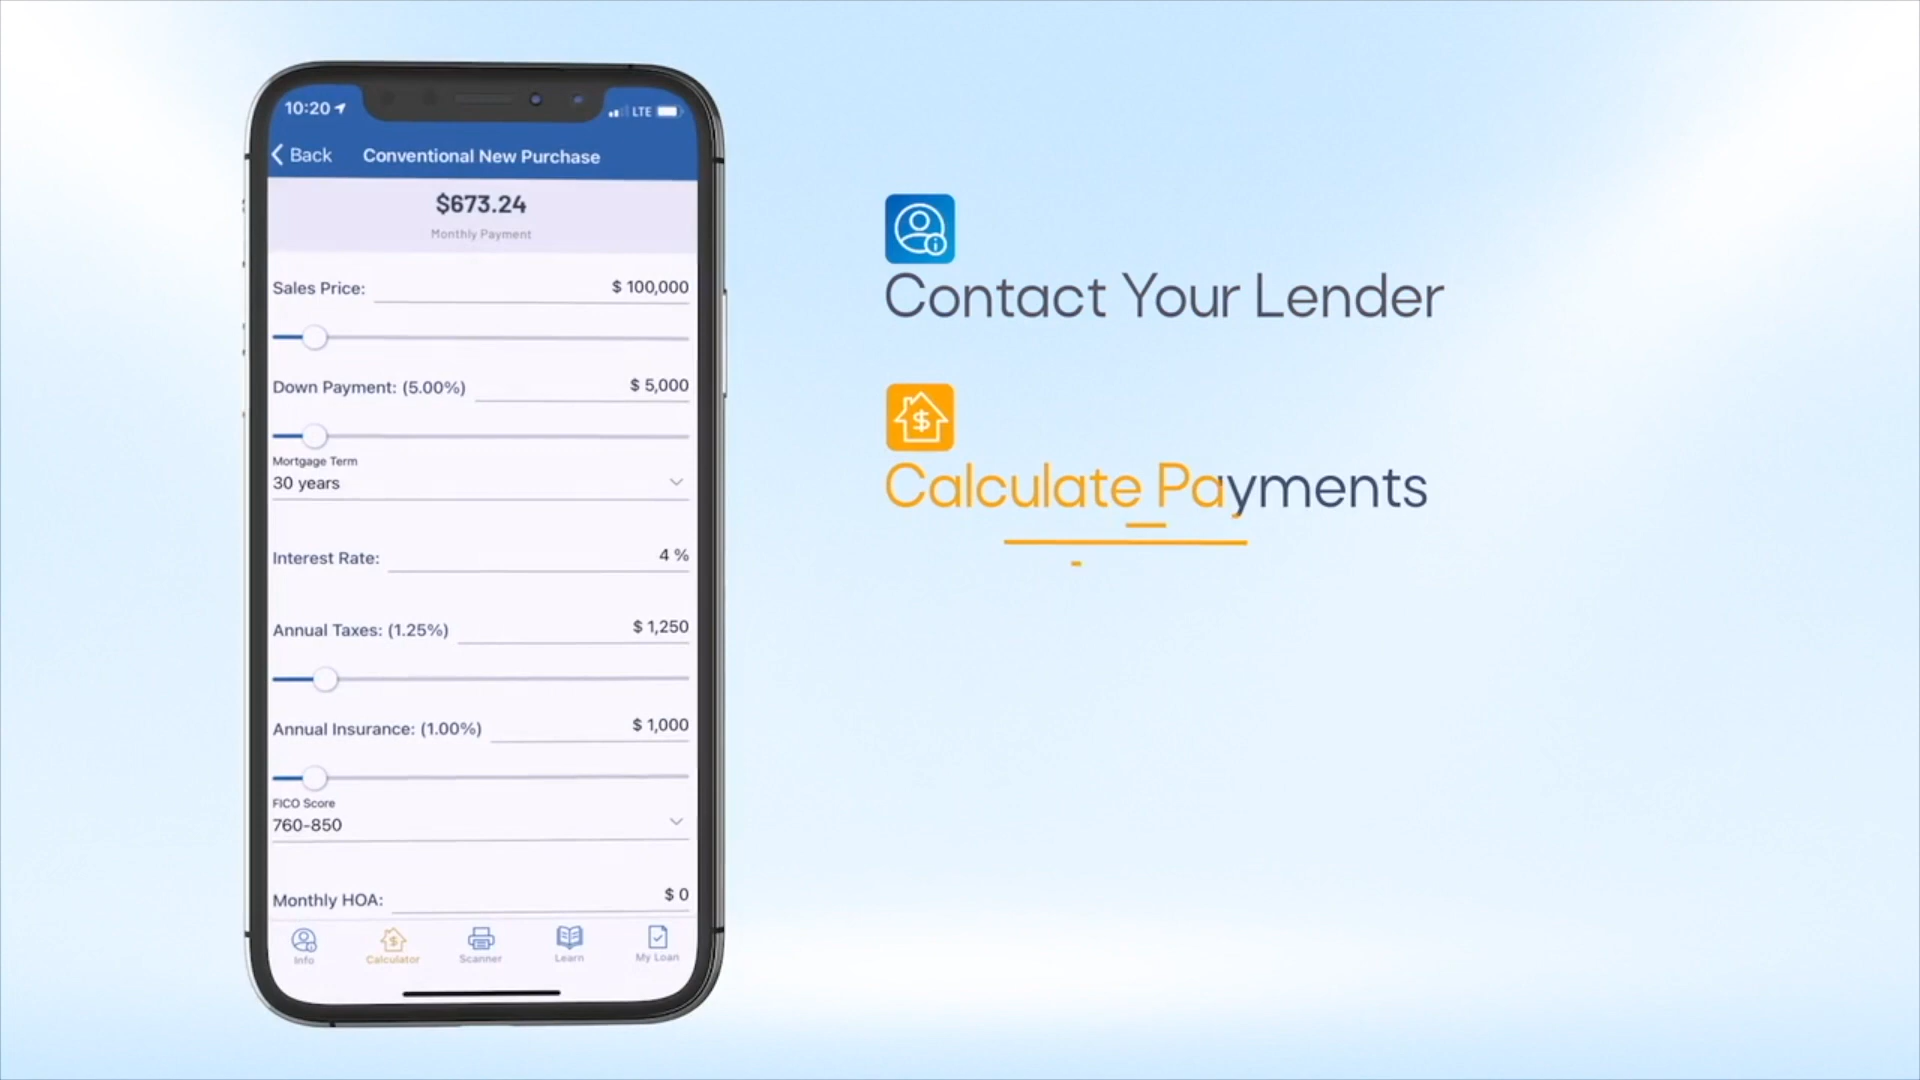 10:20
LTE
Back
Conventional New Purchase
$673.24
Monthly Payment
Sales Price:
$ 100,000
Down Payment: (5.00%)
$ 5,000
Mortgage Term
30 years
Interest Rate:
4 %
Annual Taxes: (1.25%)
$ 1,250
Annual Insurance: (1.00%)
$ 1,000
FICO Score
760-850
Monthly HOA:
$ 0
Info
Calculator
Scanner
Learn
My Loan
Contact Your Lender
Calculate Payments